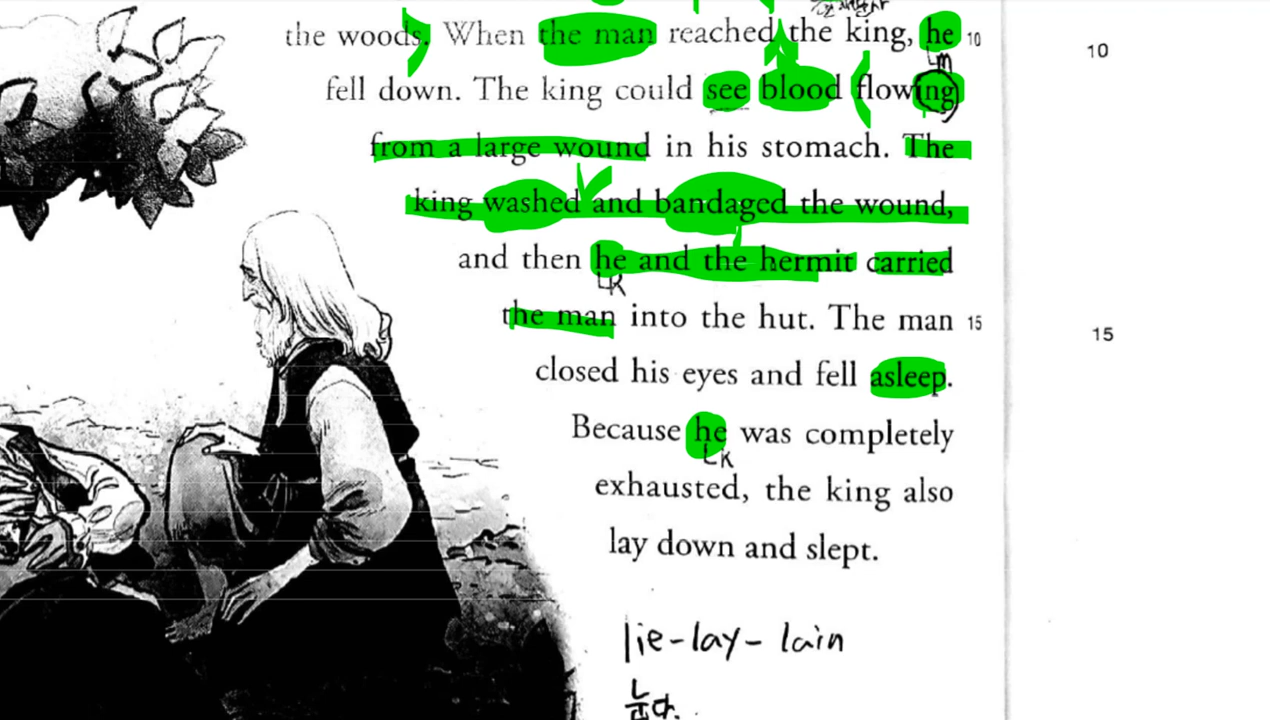 the woods. When the man reached the king, he 10
10
m
fell down. The king could see blood flowing
from a large wound in his stomach. The
king washed and bandaged the wound,
and then he and the hermit carried
K
the man into the hut. The man 15
15
closed his eyes and fell asleep.
Because he was completely
K
exhausted, the king also
lay down and slept.
lie-lay-lain
눕다.